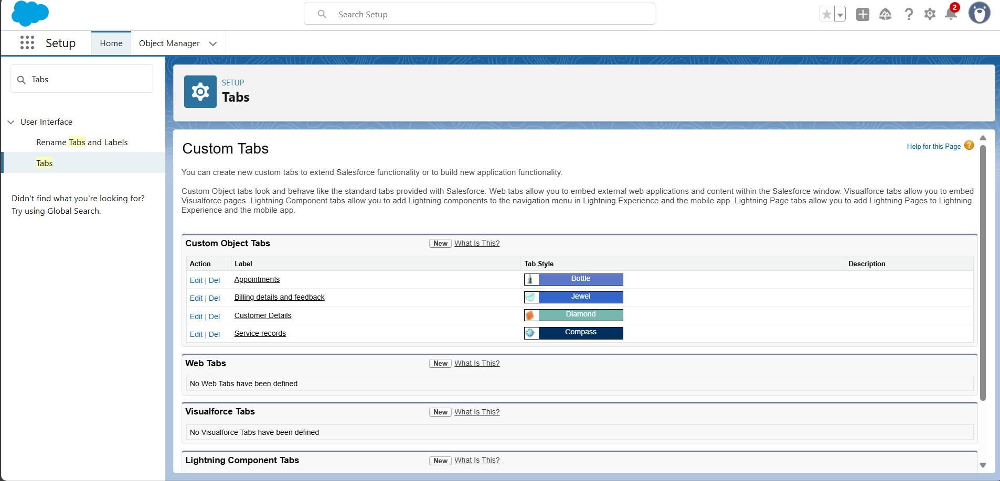 Search Setup
2
Setup
Home
Object Manager
Tabs
User Interface
Rename Tabs and Labels
Tabs
Didn't find what you're looking for?
Try using Global Search.
SETUP
Tabs
Custom Tabs
Help for this Page ?
You can create new custom tabs to extend Salesforce functionality or to build new application functionality.
Custom Object tabs look and behave like the standard tabs provided with Salesforce. Web tabs allow you to embed external web applications and content within the Salesforce window. Visualforce tabs allow you to embed
Visualforce pages. Lightning Component tabs allow you to add Lightning components to the navigation menu in Lightning Experience and the mobile app. Lightning Page tabs allow you to add Lightning Pages to Lightning
Experience and the mobile app.
Custom Object Tabs New What Is This?
Action Label Tab Style Description
Edit | Del Appointments Bottle
Edit | Del Billing details and feedback Jewel
Edit | Del Customer Details Diamond
Edit | Del Service records Compass
Web Tabs New What Is This?
No Web Tabs have been defined
Visualforce Tabs New What Is This?
No Visualforce Tabs have been defined
Lightning Component Tabs New What Is This?